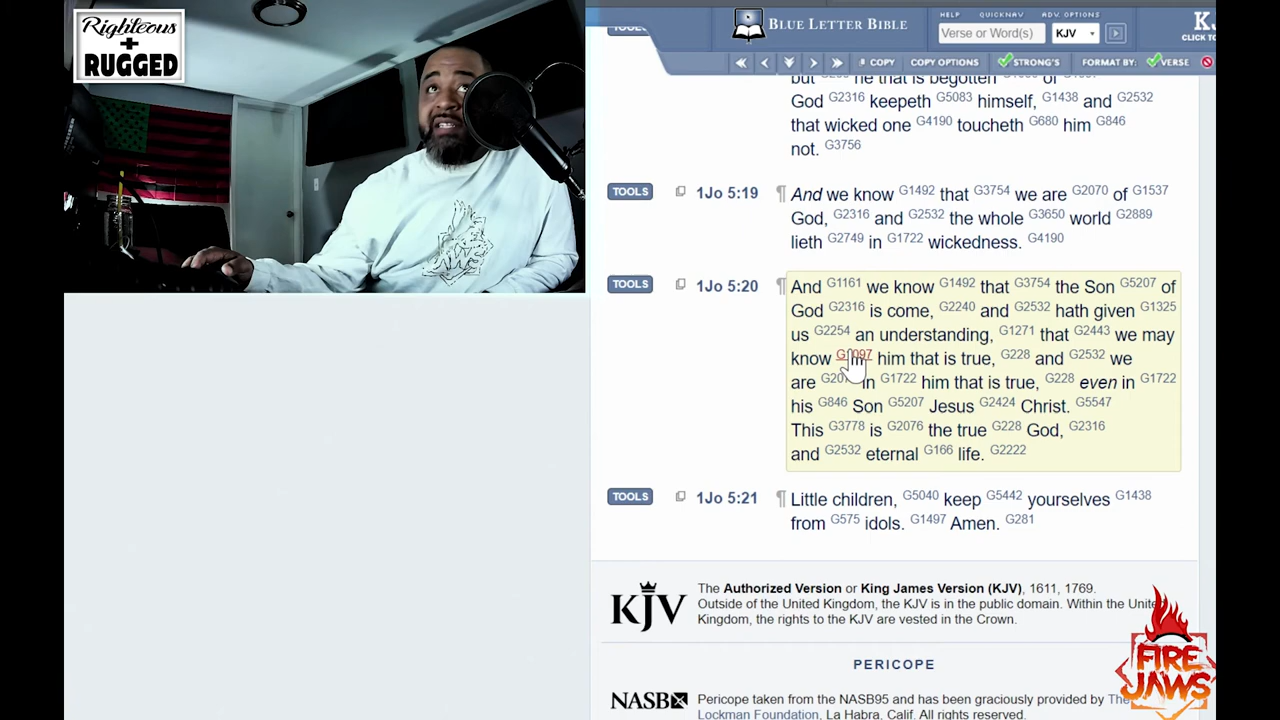 Righteous
+
RUGGED
JAWS
TOOLS
BLUE LETTER BIBLE
HELP QUICKNAV ADV. OPTIONS
Verse or Word(s) KJV
CLICK TO
COPY COPY OPTIONS STRONG'S FORMAT BY: VERSE
but he that is begotten of
God G2316 keepeth G5083 himself, G1438 and G2532
that wicked one G4190 toucheth G680 him G846
not. G3756
TOOLS 1Jo 5:19 ¶ And we know G1492 that G3754 we are G2070 of G1537
God, G2316 and G2532 the whole G3650 world G2889
lieth G2749 in G1722 wickedness. G4190
TOOLS 1Jo 5:20 ¶ And G1161 we know G1492 that G3754 the Son G5207 of
God G2316 is come, G2240 and G2532 hath given G1325
us G2254 an understanding, G1271 that G2443 we may
know G1097 him that is true, G228 and G2532 we
are in G1722 him that is true, G228 even in G1722
his G846 Son G5207 Jesus G2424 Christ. G5547
This G3778 is G2076 the true G228 God, G2316
and G2532 eternal G166 life. G2222
TOOLS 1Jo 5:21 ¶ Little children, G5040 keep G5442 yourselves G1438
from G575 idols. G1497 Amen. G281
KJV
The Authorized Version or King James Version (KJV), 1611, 1769.
Outside of the United Kingdom, the KJV is in the public domain. Within the
Kingdom, the rights to the KJV are vested in the Crown.
PERICOPE
NASB
Pericope taken from the NASB95 and has been graciously provided by The
Lockman Foundation, La Habra, Calif. All rights reserved.
FIRE
JAWS